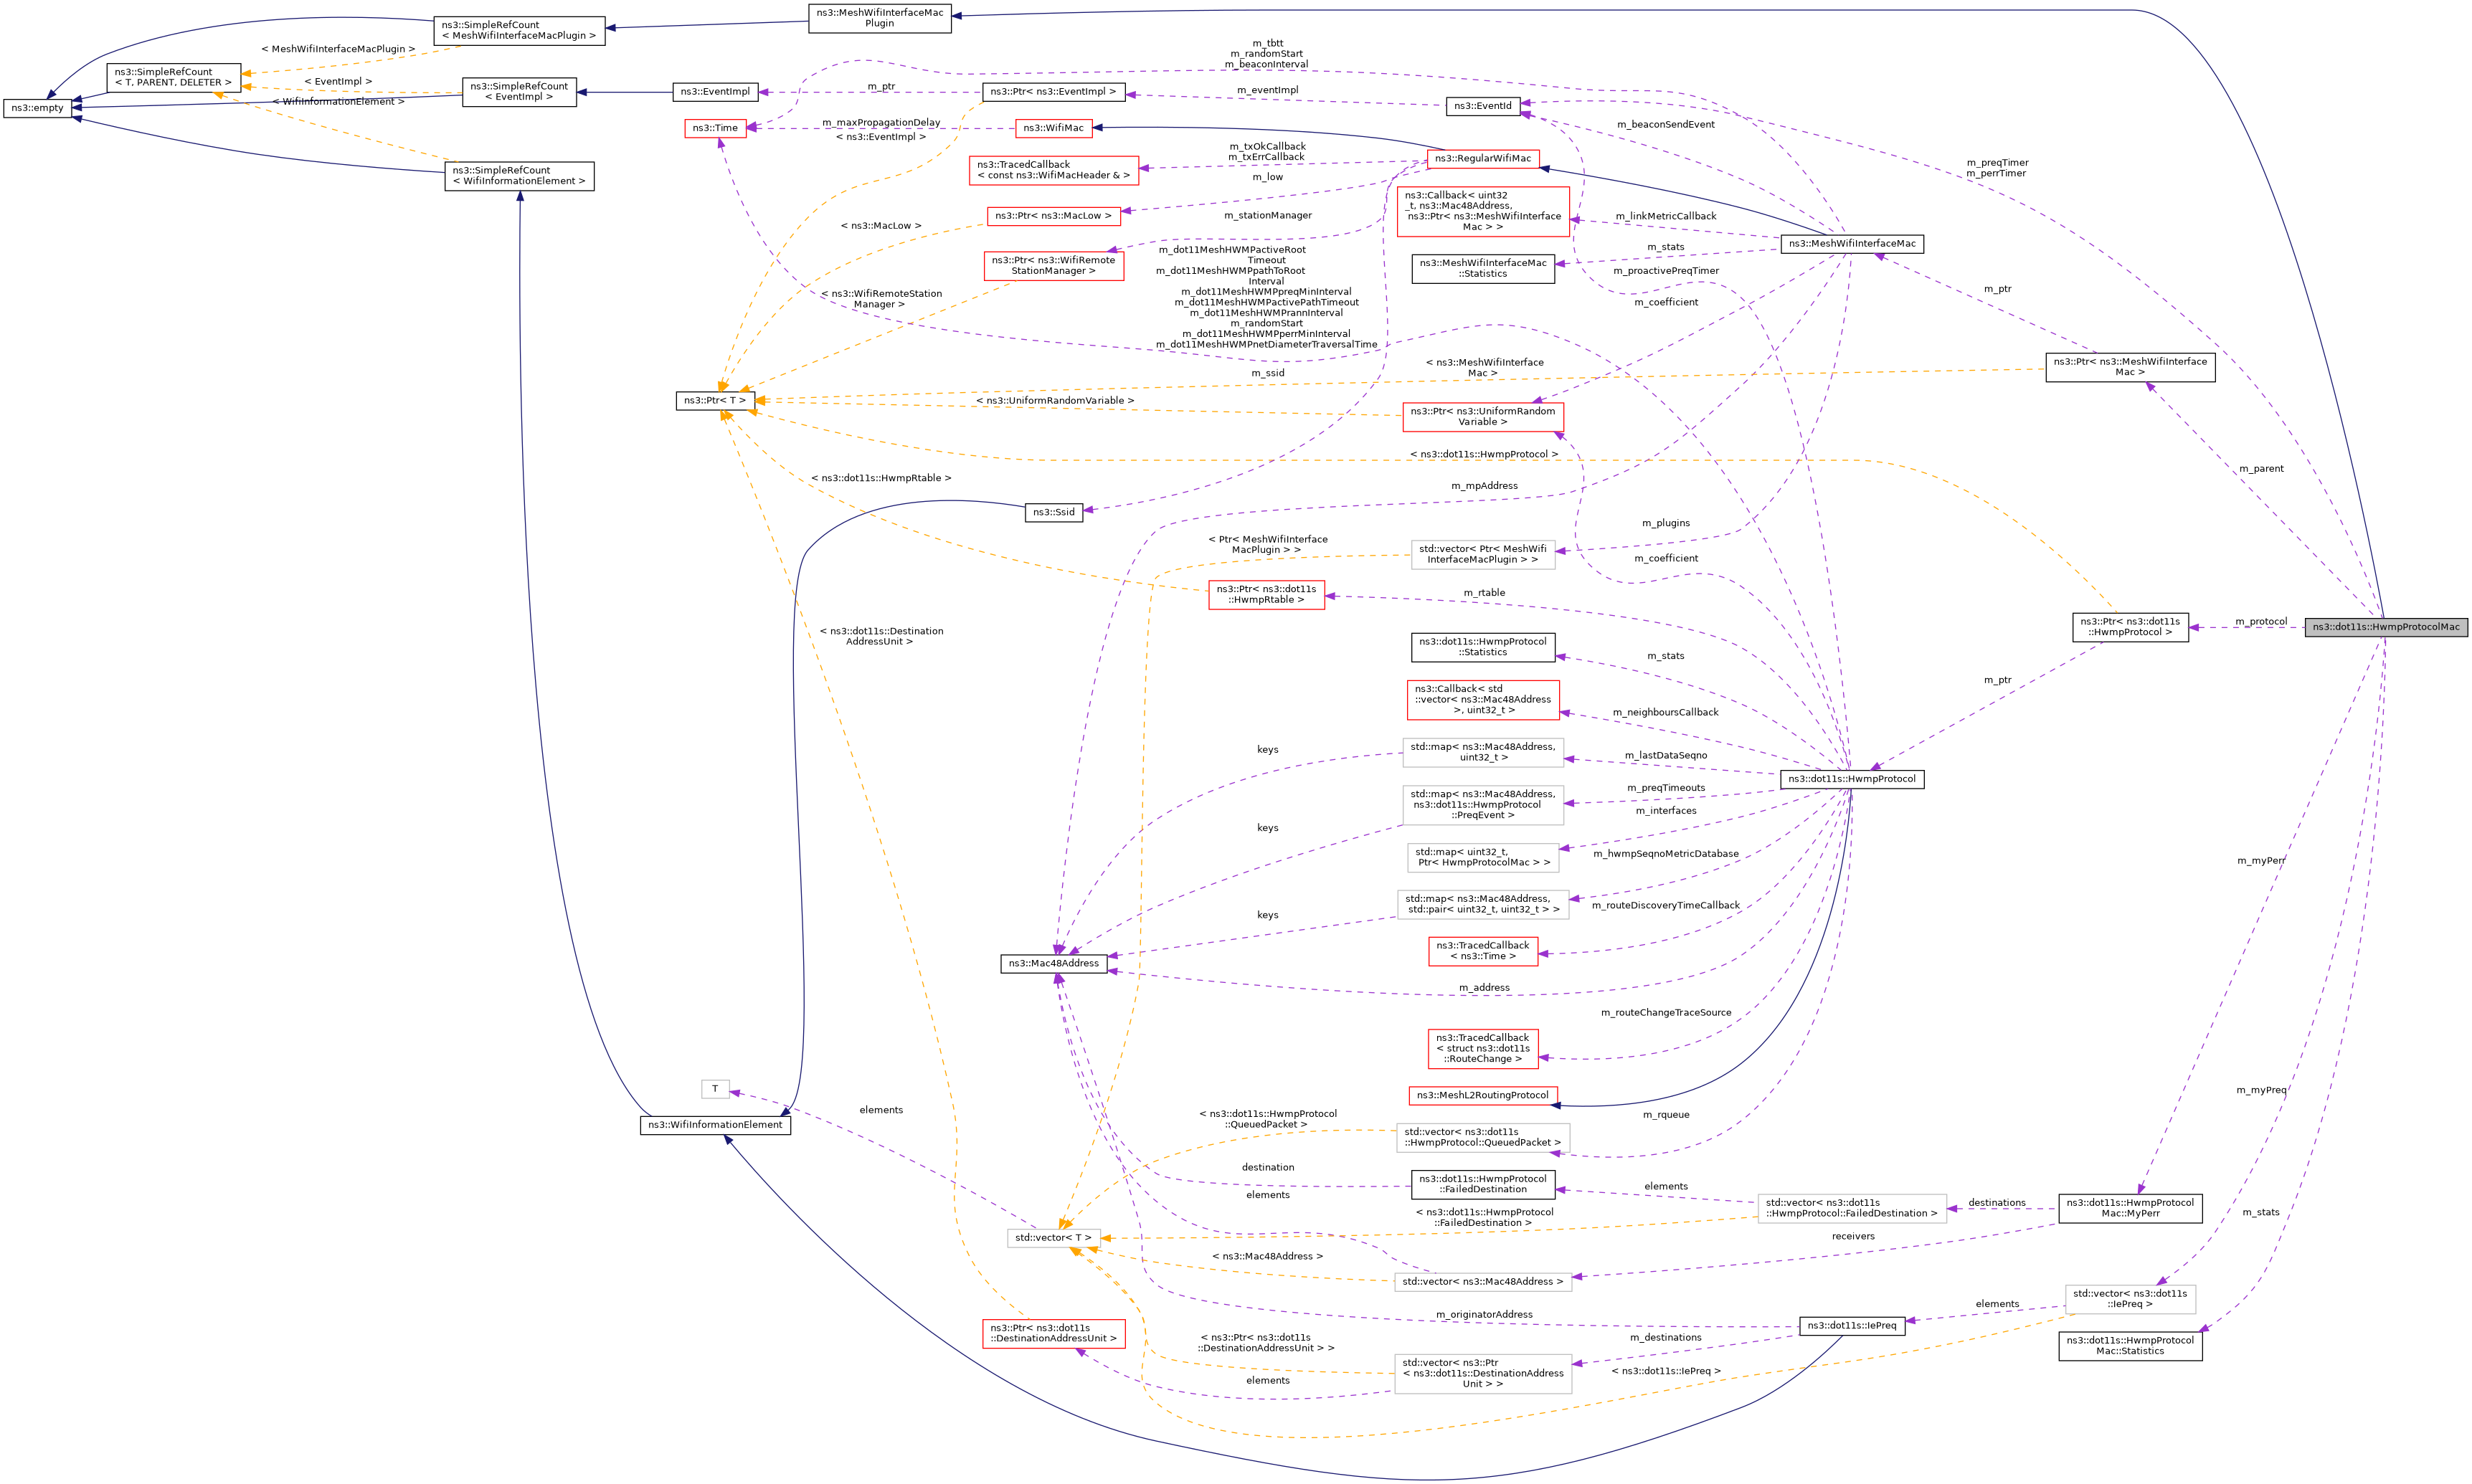 ns3::MeshWifiInterfaceMac
Plugin
ns3::SimpleRefCount
< MeshWifiInterfaceMacPlugin >
< MeshWifiInterfaceMacPlugin >
m_tbtt
m_randomStart
m_beaconInterval
ns3::SimpleRefCount
< T, PARENT, DELETER >
< EventImpl >
ns3::SimpleRefCount
< EventImpl >
ns3::EventImpl
m_ptr
ns3::Ptr< ns3::EventImpl >
m_eventImpl
ns3::EventId
ns3::empty
< WifiInformationElement >
m_beaconSendEvent
ns3::Time
m_maxPropagationDelay
ns3::WifiMac
< ns3::EventImpl >
m_txOkCallback
m_txErrCallback
ns3::RegularWifiMac
m_preqTimer
m_perrTimer
ns3::TracedCallback
< const ns3::WifiMacHeader & >
m_low
ns3::SimpleRefCount
< WifiInformationElement >
ns3::Callback< uint32
_t, ns3::Mac48Address,
ns3::Ptr< ns3::MeshWifiInterface
Mac > >
m_linkMetricCallback
ns3::Ptr< ns3::MacLow >
m_stationManager
< ns3::MacLow >
ns3::MeshWifiInterfaceMac
m_stats
ns3::Ptr< ns3::WifiRemote
StationManager >
ns3::MeshWifiInterfaceMac
::Statistics
m_proactivePreqTimer
m_dot11MeshHWMPactiveRoot
Timeout
m_dot11MeshHWMPpathToRoot
Interval
m_dot11MeshHWMPpreqMinInterval
m_dot11MeshHWMPactivePathTimeout
m_dot11MeshHWMPrannInterval
m_randomStart
m_dot11MeshHWMPperrMinInterval
m_dot11MeshHWMPnetDiameterTraversalTime
< ns3::WifiRemoteStation
Manager >
m_coefficient
m_ptr
ns3::Ptr< ns3::MeshWifiInterface
Mac >
< ns3::MeshWifiInterface
Mac >
m_ssid
ns3::Ptr< T >
< ns3::UniformRandomVariable >
ns3::Ptr< ns3::UniformRandom
Variable >
< ns3::dot11s::HwmpProtocol >
m_parent
< ns3::dot11s::HwmpRtable >
m_mpAddress
ns3::Ssid
m_plugins
< Ptr< MeshWifiInterface
MacPlugin > >
std::vector< Ptr< MeshWifi
InterfaceMacPlugin > >
m_coefficient
ns3::Ptr< ns3::dot11s
::HwmpRtable >
m_rtable
ns3::Ptr< ns3::dot11s
::HwmpProtocol >
m_protocol
ns3::dot11s::HwmpProtocolMac
< ns3::dot11s::Destination
AddressUnit >
ns3::dot11s::HwmpProtocol
::Statistics
m_stats
m_ptr
ns3::Callback< std
::vector< ns3::Mac48Address
>, uint32_t >
m_neighboursCallback
keys
std::map< ns3::Mac48Address,
uint32_t >
m_lastDataSeqno
ns3::dot11s::HwmpProtocol
std::map< ns3::Mac48Address,
ns3::dot11s::HwmpProtocol
::PreqEvent >
m_preqTimeouts
m_interfaces
keys
std::map< uint32_t,
Ptr< HwmpProtocolMac > >
m_hwmpSeqnoMetricDatabase
m_myPerr
std::map< ns3::Mac48Address,
std::pair< uint32_t, uint32_t > >
keys
m_routeDiscoveryTimeCallback
ns3::TracedCallback
< ns3::Time >
ns3::Mac48Address
m_address
m_routeChangeTraceSource
ns3::TracedCallback
< struct ns3::dot11s
::RouteChange >
T
ns3::MeshL2RoutingProtocol
m_myPreq
elements
ns3::WifiInformationElement
< ns3::dot11s::HwmpProtocol
::QueuedPacket >
m_rqueue
std::vector< ns3::dot11s
::HwmpProtocol::QueuedPacket >
destination
ns3::dot11s::HwmpProtocol
::FailedDestination
elements
elements
std::vector< ns3::dot11s
::HwmpProtocol::FailedDestination >
destinations
ns3::dot11s::HwmpProtocol
Mac::MyPerr
m_stats
< ns3::dot11s::HwmpProtocol
::FailedDestination >
std::vector< T >
receivers
< ns3::Mac48Address >
std::vector< ns3::Mac48Address >
std::vector< ns3::dot11s
::IePreq >
elements
m_originatorAddress
ns3::dot11s::IePreq
ns3::Ptr< ns3::dot11s
::DestinationAddressUnit >
< ns3::Ptr< ns3::dot11s
::DestinationAddressUnit > >
m_destinations
ns3::dot11s::HwmpProtocol
Mac::Statistics
std::vector< ns3::Ptr
< ns3::dot11s::DestinationAddress
Unit > >
elements
< ns3::dot11s::IePreq >